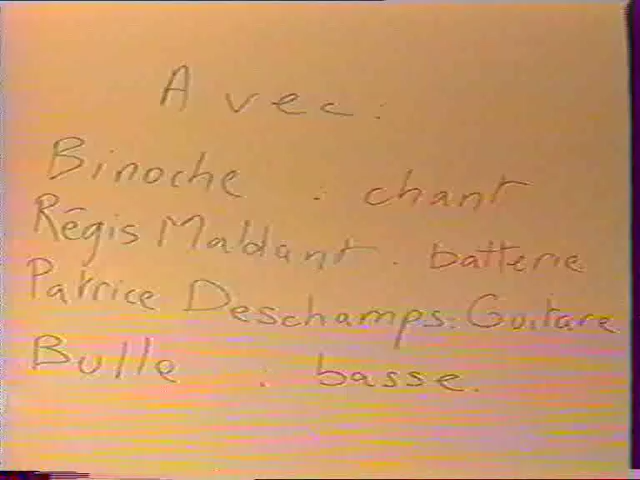 Avec:
Binoche : chant
Régis Maldant. batterie
Patrice Deschamps: Guitare
Bulle : basse.